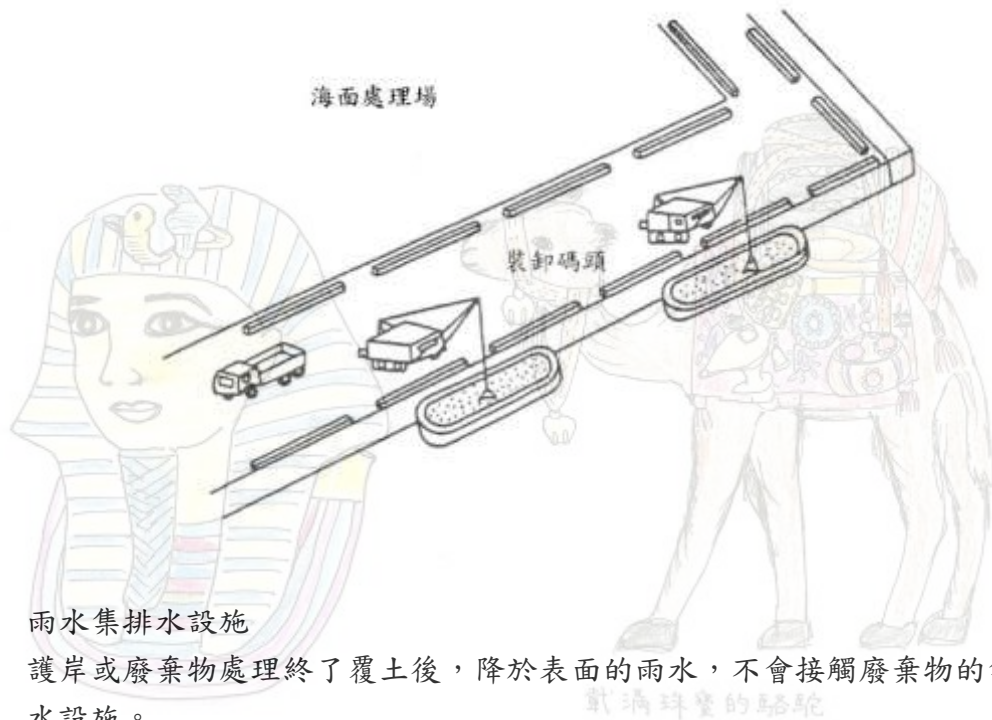 海面處理場
裝卸碼頭
雨水集排水設施
護岸或廢棄物處理終了覆土後，降於表面的雨水，不會接觸廢棄物的
水設施。
戴滿珠寶的駱駝